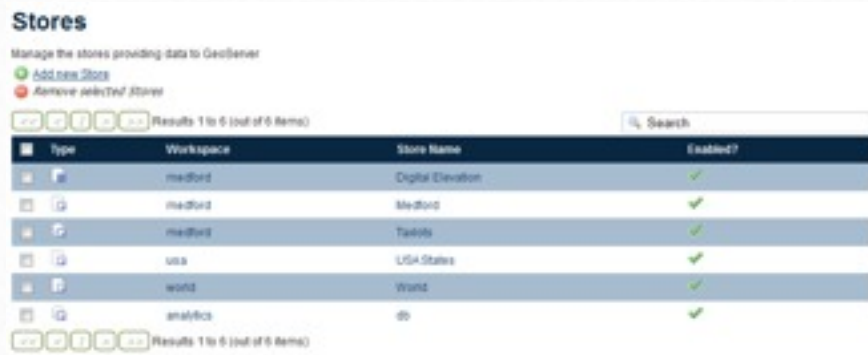 Stores
Manage the stores providing data to GeoServer
Add new Store
Remove selected Stores
<< < 1 > >> Results 1 to 6 (out of 6 items) Search
Type Workspace Store Name Enabled?
medford Digital Elevation
medford Medford
medford Taxlots
usa USA States
world World
analytics db
<< < 1 > >> Results 1 to 6 (out of 6 items)